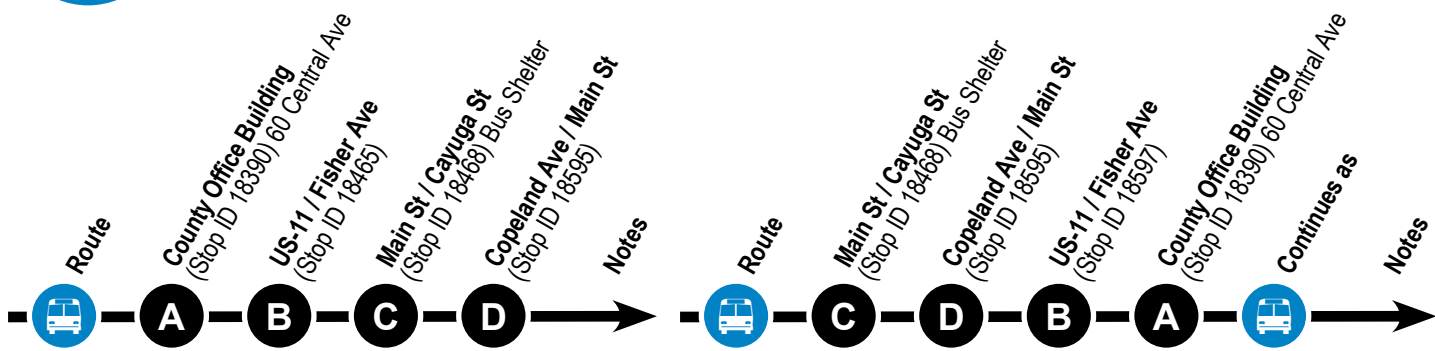 Route
County Office Building
(Stop ID 18390) 60 Central Ave
US-11 / Fisher Ave
(Stop ID 18465)
Main St / Cayuga St
(Stop ID 18468) Bus Shelter
Copeland Ave / Main St
(Stop ID 18595)
Notes
A
B
C
D
Route
Main St / Cayuga St
(Stop ID 18468) Bus Shelter
Copeland Ave / Main St
(Stop ID 18595)
US-11 / Fisher Ave
(Stop ID 18597)
County Office Building
(Stop ID 18390) 60 Central Ave
Continues as
Notes
C
D
B
A